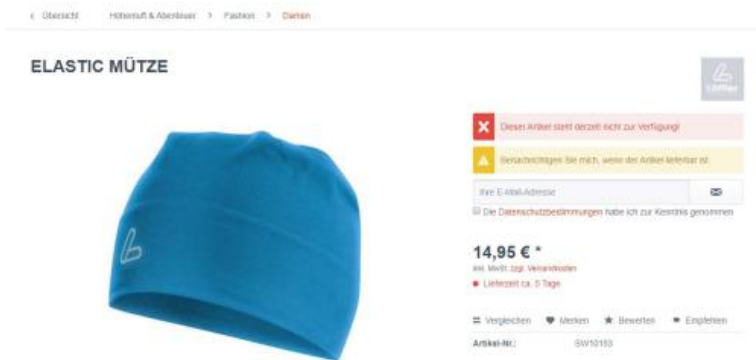 Übersicht Höhenluft & Abenteuer Fashion Damen
ELASTIC MÜTZE
Löffler
Dieser Artikel steht derzeit nicht zur Verfügung!
Benachrichtigen Sie mich, wenn der Artikel lieferbar ist.
Ihre E-Mail-Adresse
Die Datenschutzbestimmungen habe ich zur Kenntnis genommen
14,95 € *
inkl. MwSt. zzgl. Versandkosten
Lieferzeit ca. 5 Tage
Vergleichen Merken Bewerten Empfehlen
Artikel-Nr.: SW10193